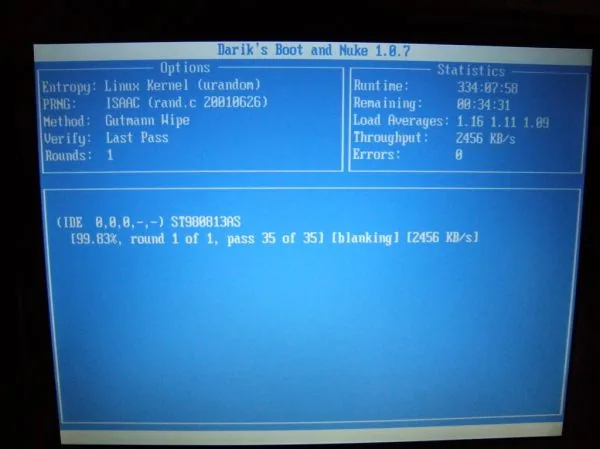 Darik's Boot and Nuke 1.0.7
Options
Entropy: Linux Kernel (urandom)
PRNG: ISAAC (rand.c 20010626)
Method: Gutmann Wipe
Verify: Last Pass
Rounds: 1
Statistics
Runtime: 334:07:58
Remaining: 00:34:31
Load Averages: 1.16 1.11 1.09
Throughput: 2456 KB/s
Errors: 0
(IDE 0,0,0,-,-) ST980813AS
[99.83%, round 1 of 1, pass 35 of 35] [blanking] [2456 KB/s]